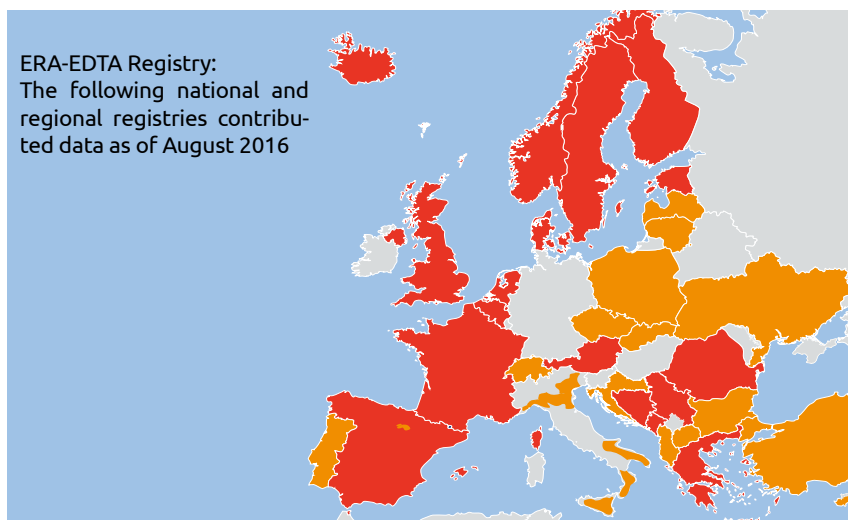 ERA-EDTA Registry:
The following national and
regional registries contribu-
ted data as of August 2016